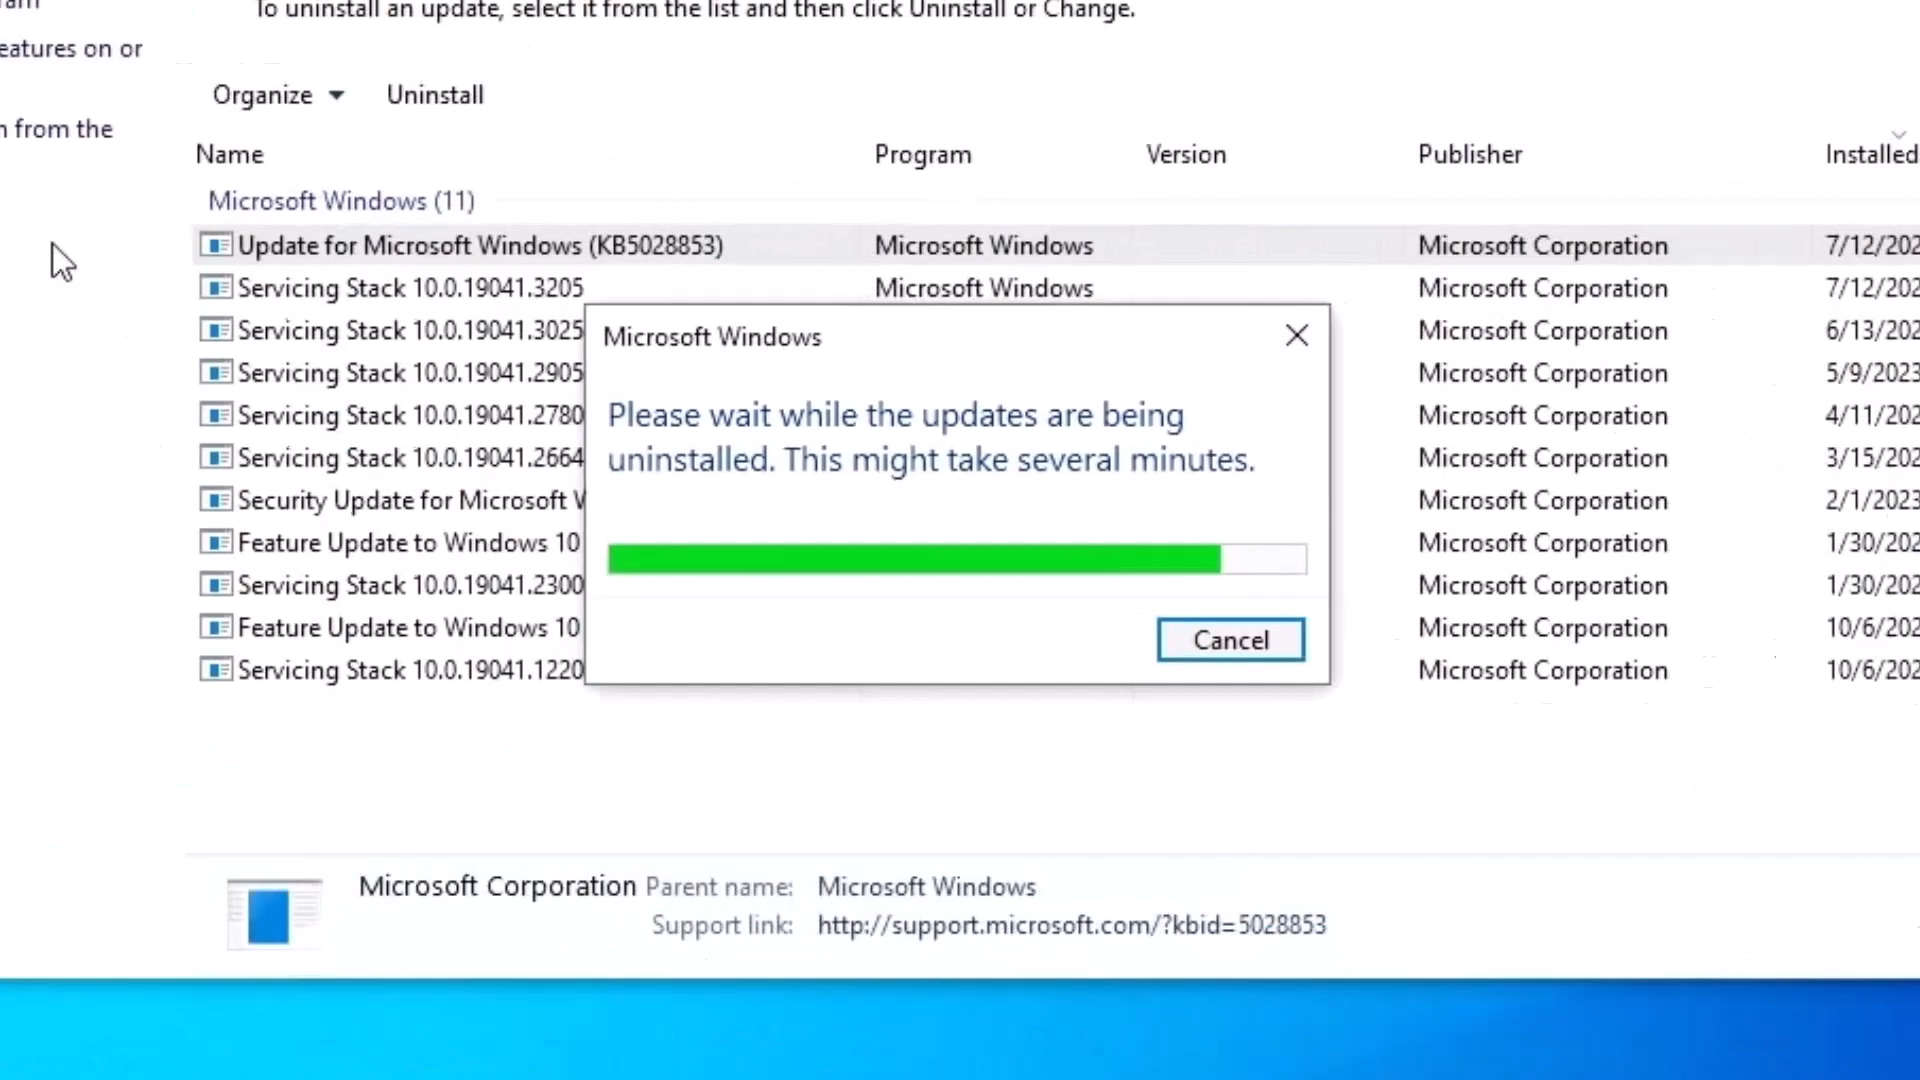 To uninstall an update, select it from the list and then click Uninstall or Change.
eatures on or
from the
Organize Uninstall
Name Program Version Publisher Installed
Microsoft Windows (11)
Update for Microsoft Windows (KB5028853) Microsoft Windows Microsoft Corporation 7/12/202
Servicing Stack 10.0.19041.3205 Microsoft Windows Microsoft Corporation 7/12/202
Servicing Stack 10.0.19041.3025 Microsoft Corporation 6/13/202
Servicing Stack 10.0.19041.2905 Microsoft Corporation 5/9/2023
Servicing Stack 10.0.19041.2780 Microsoft Corporation 4/11/202
Servicing Stack 10.0.19041.2664 Microsoft Corporation 3/15/202
Security Update for Microsoft Microsoft Corporation 2/1/2023
Feature Update to Windows 10 Microsoft Corporation 1/30/202
Servicing Stack 10.0.19041.2300 Microsoft Corporation 1/30/202
Feature Update to Windows 10 Microsoft Corporation 10/6/202
Servicing Stack 10.0.19041.1220 Microsoft Corporation 10/6/202
Microsoft Windows
Please wait while the updates are being
uninstalled. This might take several minutes.
Cancel
Microsoft Corporation Parent name: Microsoft Windows
Support link: http://support.microsoft.com/?kbid=5028853